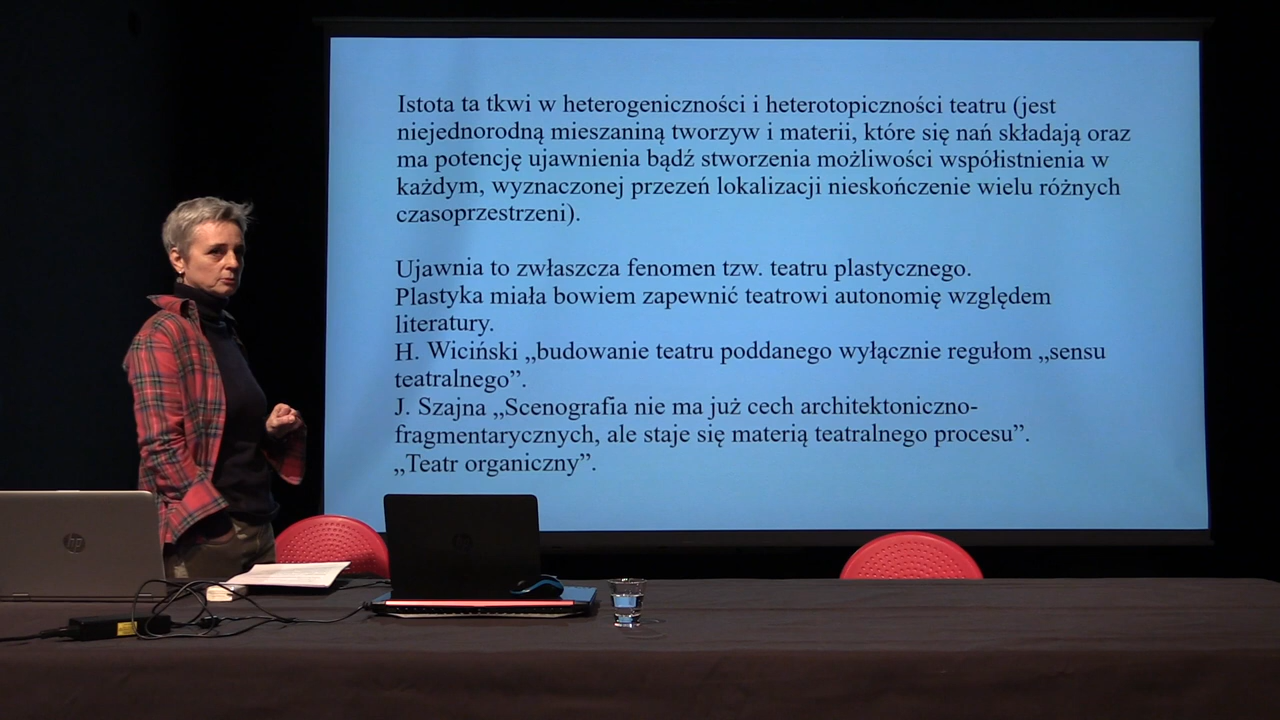 Istota ta tkwi w heterogeniczności i heterotopiczności teatru (jest
niejednorodną mieszaniną tworzyw i materii, które się nań składają oraz
ma potencję ujawnienia bądź stworzenia możliwości współistnienia w
każdym, wyznaczonej przezeń lokalizacji nieskończenie wielu różnych
czasoprzestrzeni).
Ujawnia to zwłaszcza fenomen tzw. teatru plastycznego.
Plastyka miała bowiem zapewnić teatrowi autonomię względem
literatury.
H. Wiciński „budowanie teatru poddanego wyłącznie regułom „sensu
teatralnego”.
J. Szajna „Scenografia nie ma już cech architektoniczno-
fragmentarycznych, ale staje się materią teatralnego procesu”.
„Teatr organiczny”.
hp
hp